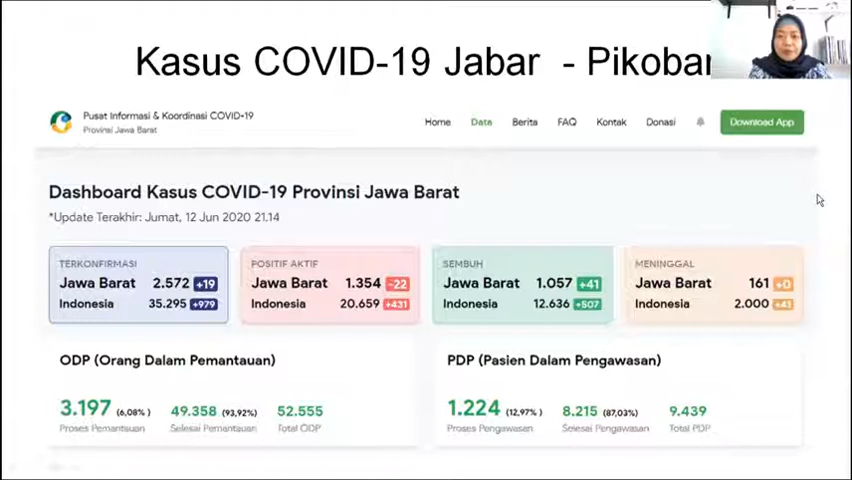 Kasus COVID-19 Jabar - Pikobar
Pusat Informasi & Koordinasi COVID-19
Provinsi Jawa Barat
Home Data Berita FAQ Kontak Donasi Download App
Dashboard Kasus COVID-19 Provinsi Jawa Barat
*Update Terakhir: Jumat, 12 Jun 2020 21.14
TERKONFIRMASI
Jawa Barat 2.572 +19
Indonesia 35.295 +979
POSITIF AKTIF
Jawa Barat 1.354 -22
Indonesia 20.659 +431
SEMBUH
Jawa Barat 1.057 +41
Indonesia 12.636 +507
MENINGGAL
Jawa Barat 161 +0
Indonesia 2.000 +41
ODP (Orang Dalam Pemantauan)
3.197 (6,08%) 49.358 (93,92%) 52.555
Proses Pemantauan Selesai Pemantauan Total ODP
PDP (Pasien Dalam Pengawasan)
1.224 (12,97%) 8.215 (87,03%) 9.439
Proses Pengawasan Selesai Pengawasan Total PDP